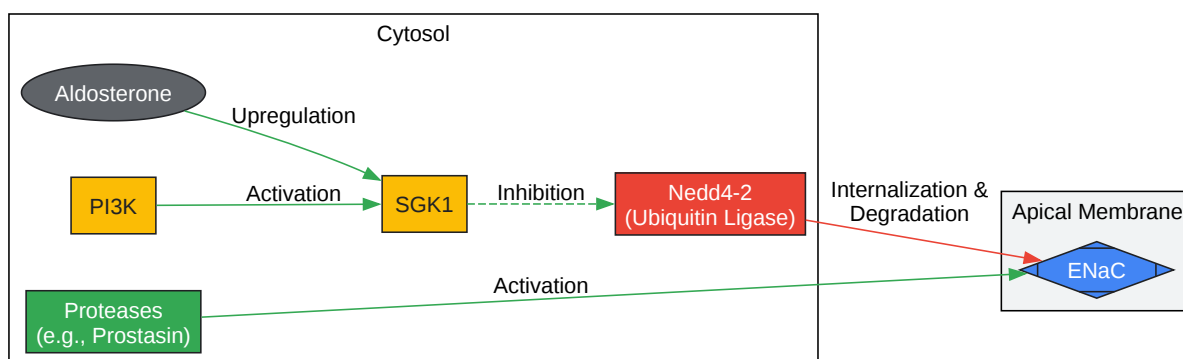 Cytosol
Aldosterone
Upregulation
PI3K
Activation
SGK1
Inhibition
Nedd4-2
(Ubiquitin Ligase)
Internalization &
Degradation
Apical Membrane
ENaC
Activation
Proteases
(e.g., Prostasin)